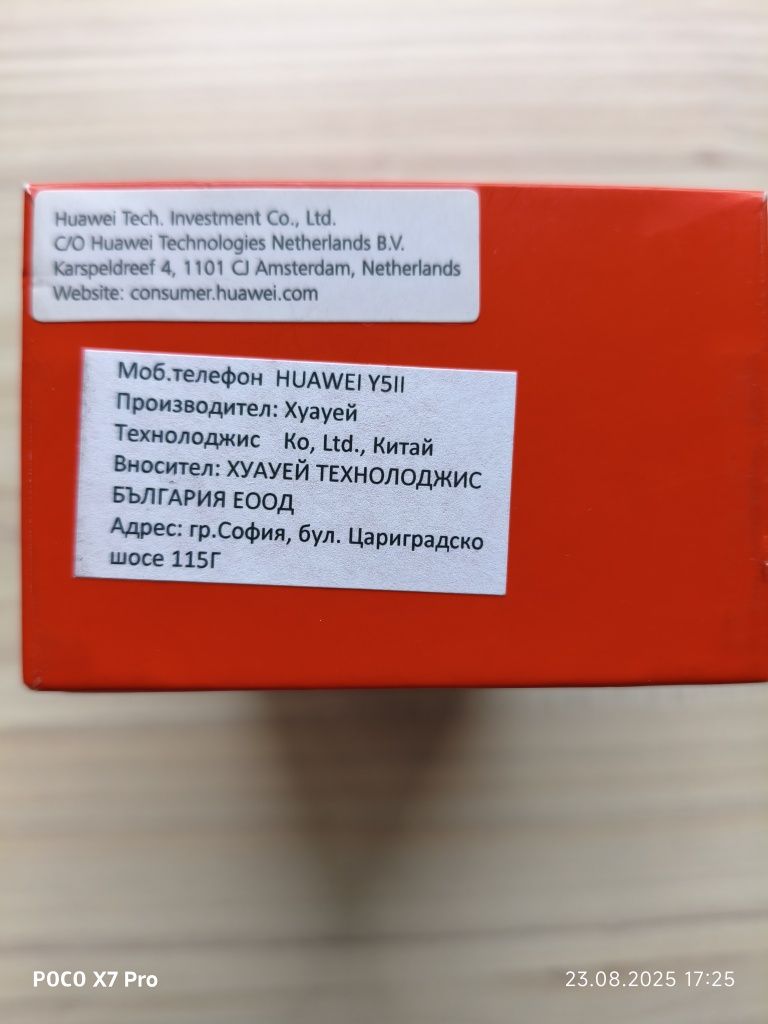 Huawei Tech. Investment Co., Ltd.
C/O Huawei Technologies Netherlands B.V.
Karspeldreef 4, 1101 CJ Amsterdam, Netherlands
Website: consumer.huawei.com
Моб.телефон HUAWEI Y5II
Производител: Хуауей
Технолоджис Ко, Ltd., Китай
Вносител: ХУАУЕЙ ТЕХНОЛОДЖИС
БЪЛГАРИЯ ЕООД
Адрес: гр.София, бул. Цариградско
шосе 115Г
POCO X7 Pro
23.08.2025 17:25